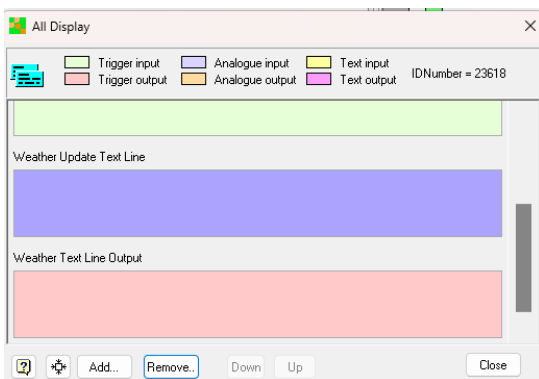 All Display
Trigger input Analogue input Text input
Trigger output Analogue output Text output IDNumber = 23618
Weather Update Text Line
Weather Text Line Output
Add... Remove.. Down Up Close